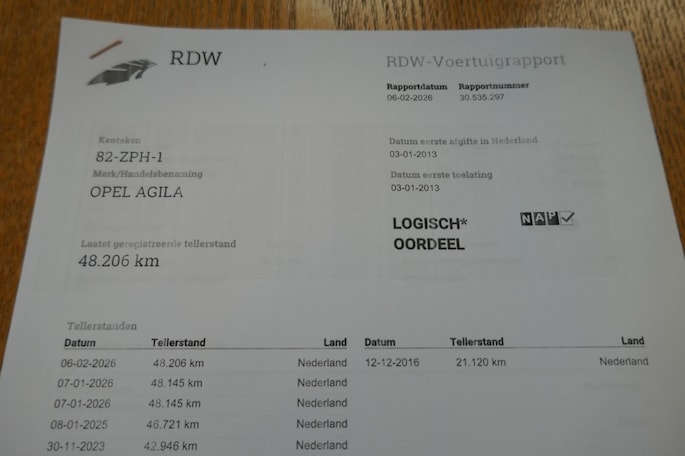 RDW
RDW-Voertuigrapport
Rapportdatum Rapportnummer
06-02-2026 30.535.297
Kenteken
82-ZPH-1
Merk/Handelsbenaming
OPEL AGILA
Datum eerste afgifte in Nederland
03-01-2013
Datum eerste toelating
03-01-2013
LOGISCH*
OORDEEL
NAP
Laatst geregistreerde tellerstand
48.206 km
Tellerstanden
Datum Tellerstand Land Datum Tellerstand Land
06-02-2026 48.206 km Nederland 12-12-2016 21.120 km Nederland
07-01-2026 48.145 km Nederland
07-01-2026 48.145 km Nederland
08-01-2025 46.721 km Nederland
30-11-2023 42.946 km Nederland